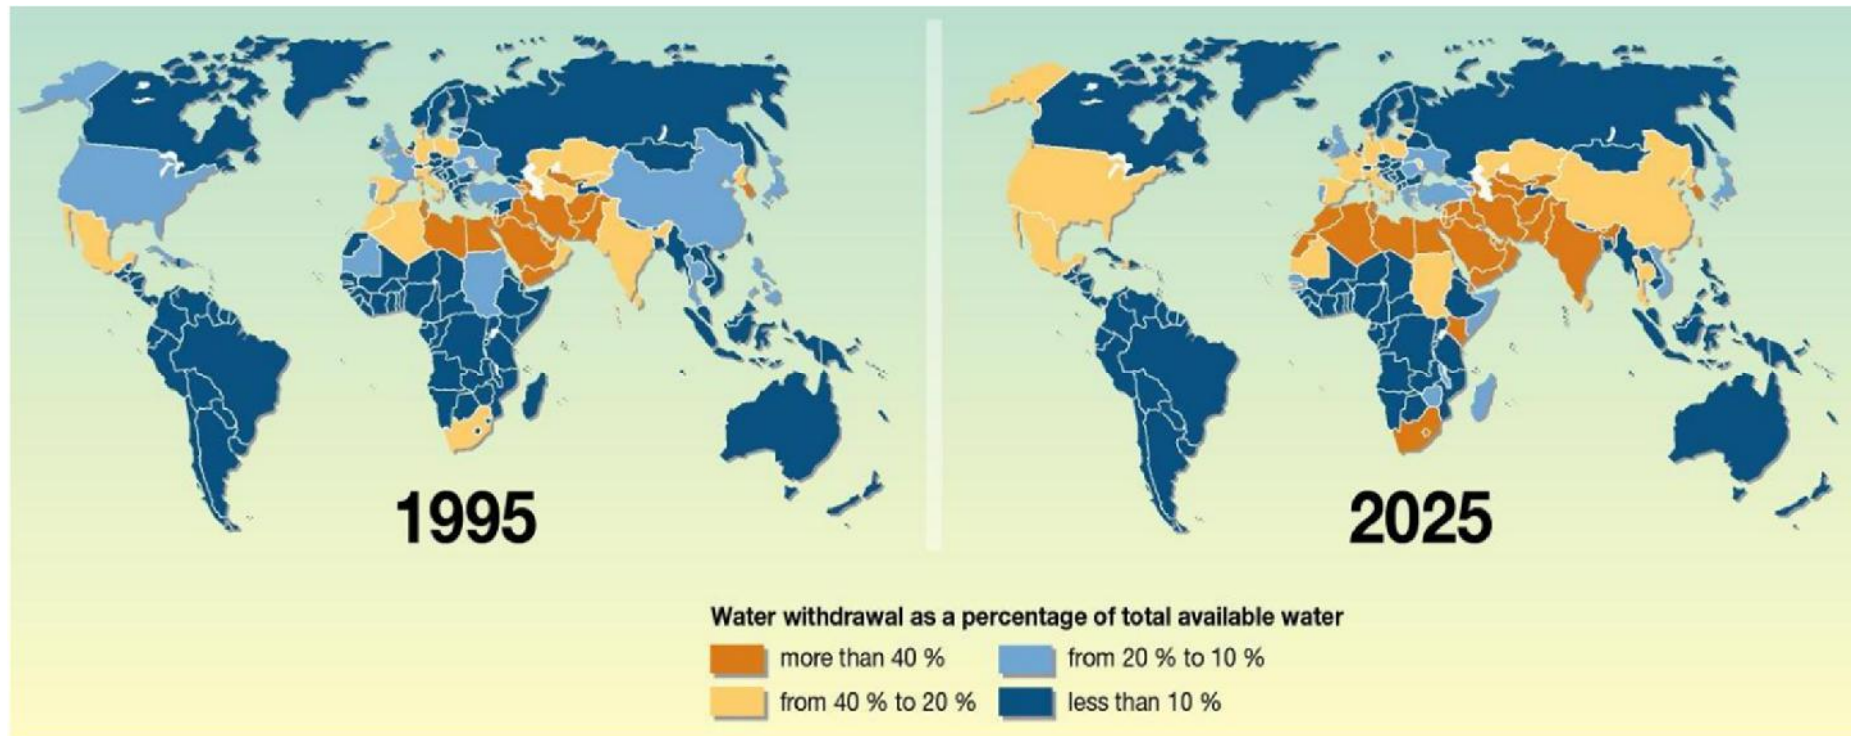 1995
2025
Water withdrawal as a percentage of total available water
more than 40 %
from 20 % to 10 %
from 40 % to 20 %
less than 10 %